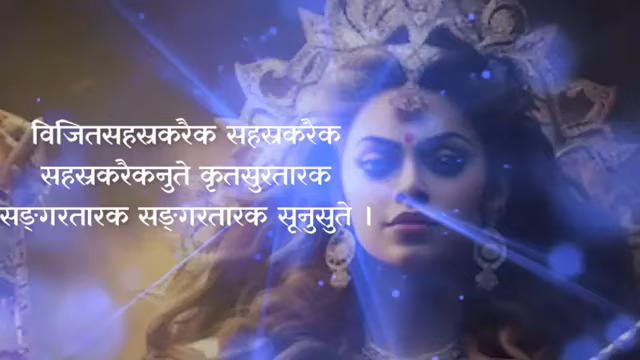 विजितसहस्रकरैक सहस्रकरैक
सहस्रकरैकनुते कृतसुरतारक
सङ्गरतारक सङ्गरतारक सूनुसुते ।